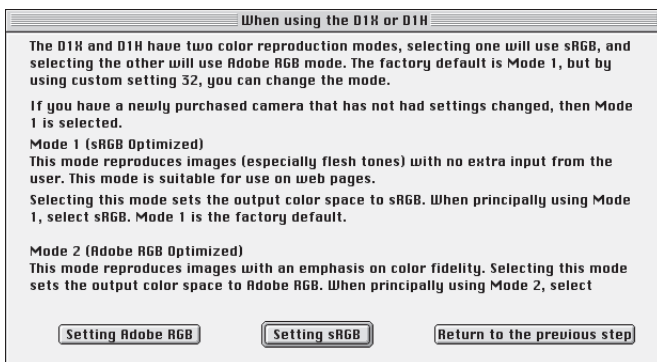 When using the D1X or D1H
The D1X and D1H have two color reproduction modes, selecting one will use sRGB, and
selecting the other will use Adobe RGB mode. The factory default is Mode 1, but by
using custom setting 32, you can change the mode.
If you have a newly purchased camera that has not had settings changed, then Mode
1 is selected.
Mode 1 (sRGB Optimized)
This mode reproduces images (especially flesh tones) with no extra input from the
user. This mode is suitable for use on web pages.
Selecting this mode sets the output color space to sRGB. When principally using Mode
1, select sRGB. Mode 1 is the factory default.
Mode 2 (Adobe RGB Optimized)
This mode reproduces images with an emphasis on color fidelity. Selecting this mode
sets the output color space to Adobe RGB. When principally using Mode 2, select
Setting Adobe RGB
Setting sRGB
Return to the previous step